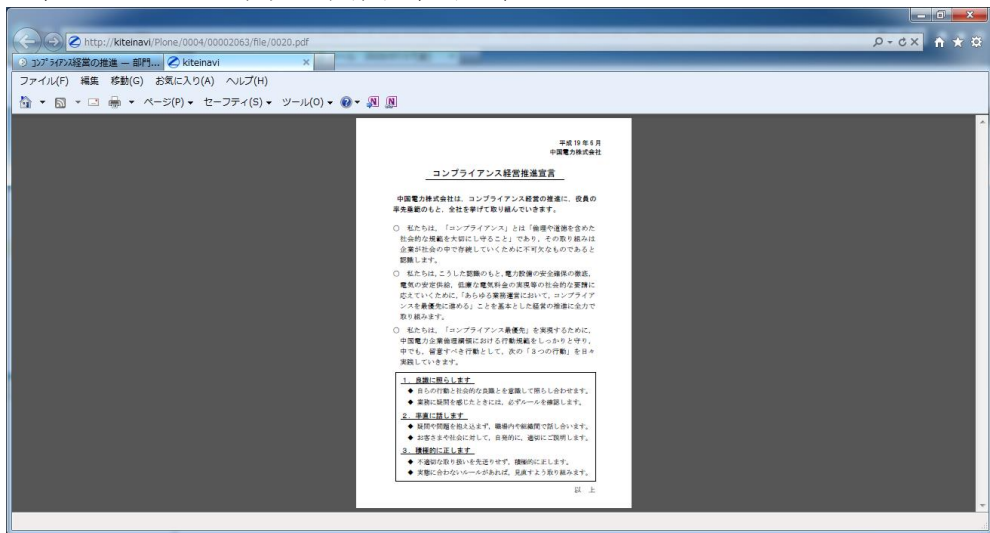 http://kiteinavi/Plone/0004/00002063/file/0020.pdf
ｺﾝﾌﾟﾗｲｱﾝｽ経営の推進 — 部門... kiteinavi
ファイル(F) 編集 移動(G) お気に入り(A) ヘルプ(H)
ページ(P) セーフティ(S) ツール(O)
平成19年6月
中国電力株式会社
コンプライアンス経営推進宣言
中国電力株式会社は、コンプライアンス経営の推進に、役員の
率先垂範のもと、全社を挙げて取り組んでいきます。
○ 私たちは、「コンプライアンス」とは「倫理や道徳を含めた
社会的な規範を大切にし守ること」であり、その取り組みは
企業が社会の中で存続していくために不可欠なものであると
認識します。
○ 私たちは、こうした認識のもと、電力設備の安全確保の徹底、
電気の安定供給、低廉な電気料金の実現等の社会的な要請に
応えていくために、「あらゆる業務運営において、コンプライア
ンスを最優先に進める」ことを基本とした経営の推進に全力で
取り組みます。
○ 私たちは、「コンプライアンス最優先」を実現するために、
中国電力企業倫理綱領における行動規範をしっかりと守り、
中でも、留意すべき行動として、次の「３つの行動」を日々
実践していきます。
１．良識に照らします
◆ 自らの行動と社会的な良識とを意識して照らし合わせます。
◆ 業務に疑問を感じたときには、必ずルールを確認します。
２．率直に話します
◆ 疑問や問題を抱え込まず、職場内や組織間で話し合います。
◆ お客さまや社会に対して、自発的に、適切にご説明します。
３．積極的に正します
◆ 不適切な取り扱いを先送りせず、積極的に正します。
◆ 実態に合わないルールがあれば、見直すよう取り組みます。
以 上